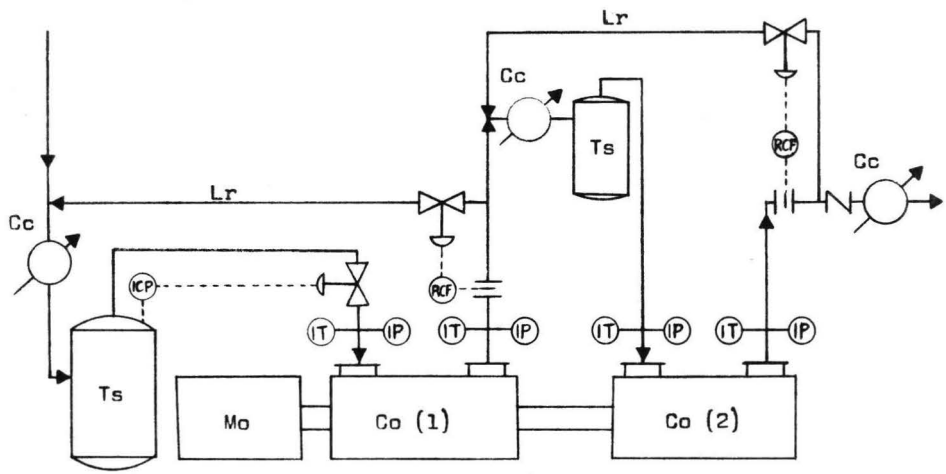 Lr
Cc
Ts
RCF
Cc
Lr
Cc
ICP
RCF
IT
IP
IT
IP
IT
IP
IT
IP
Ts
Mo
Co (1)
Co (2)